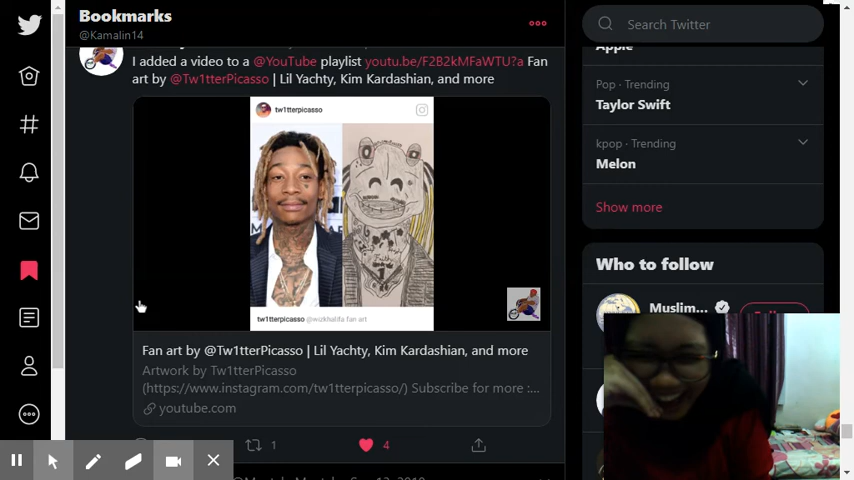 Bookmarks
@Kamalin14
I added a video to a @YouTube playlist youtu.be/F2B2kMFaWTU?a Fan
art by @Tw1tterPicasso | Lil Yachty, Kim Kardashian, and more
tw1tterpicasso
tw1tterpicasso @wizkhalifa fan art
Fan art by @Tw1tterPicasso | Lil Yachty, Kim Kardashian, and more
Artwork by Tw1tterPicasso
(https://www.instagram.com/tw1tterpicasso/) Subscribe for more :...
youtube.com
1
4
Search Twitter
Apple
Pop · Trending
Taylor Swift
kpop · Trending
Melon
Show more
Who to follow
Muslim...